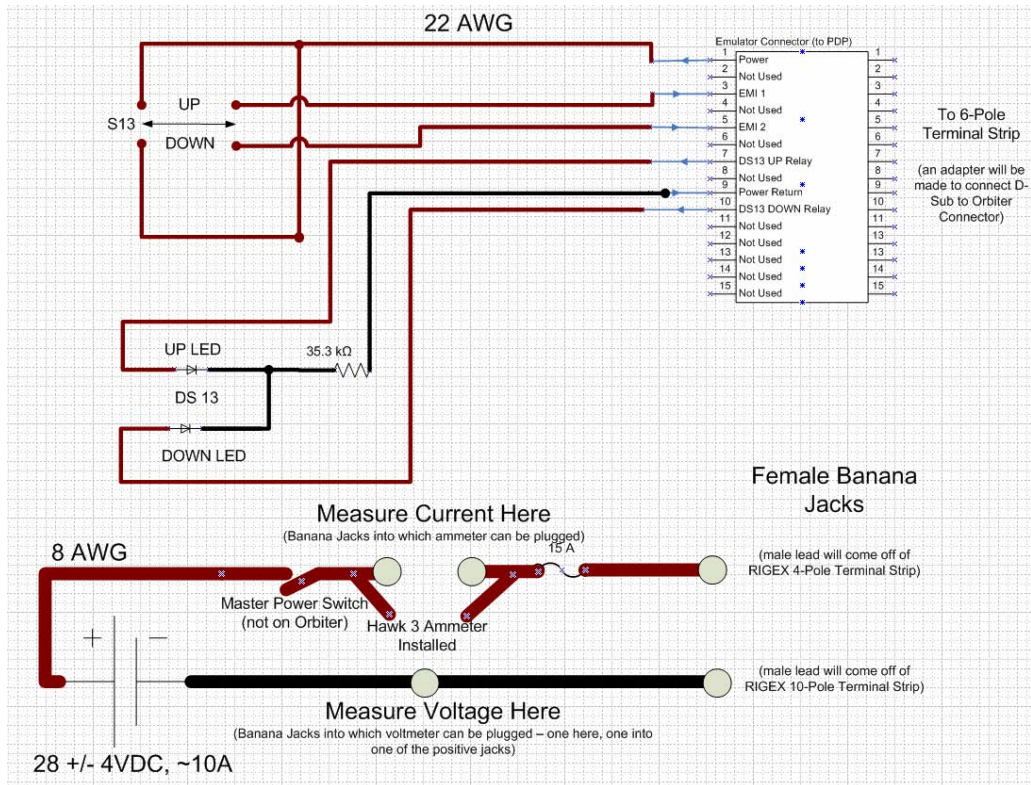 22 AWG
Emulator Connector (to PDP)
1 Power 1
2 Not Used 2
3 EMI 1 3
4 Not Used 4
5 EMI 2 5
6 Not Used 6
7 DS13 UP Relay 7
8 Not Used 8
9 Power Return 9
10 DS13 DOWN Relay 10
11 Not Used 11
12 Not Used 13
13 Not Used 13
14 Not Used 14
15 Not Used 15
To 6-Pole
Terminal Strip
(an adapter will be
made to connect D-
Sub to Orbiter
Connector)
UP
S13
DOWN
UP LED
35.3 kΩ
DS 13
DOWN LED
Female Banana
Jacks
Measure Current Here
(Banana Jacks into which ammeter can be plugged)
8 AWG
15 A
(male lead will come off of
RIGEX 4-Pole Terminal Strip)
Master Power Switch
(not on Orbiter)
Hawk 3 Ammeter
Installed
+ −
(male lead will come off of
RIGEX 10-Pole Terminal Strip)
Measure Voltage Here
(Banana Jacks into which voltmeter can be plugged – one here, one into
one of the positive jacks)
28 +/- 4VDC, ~10A